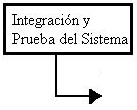 Integración y
Prueba del Sistema